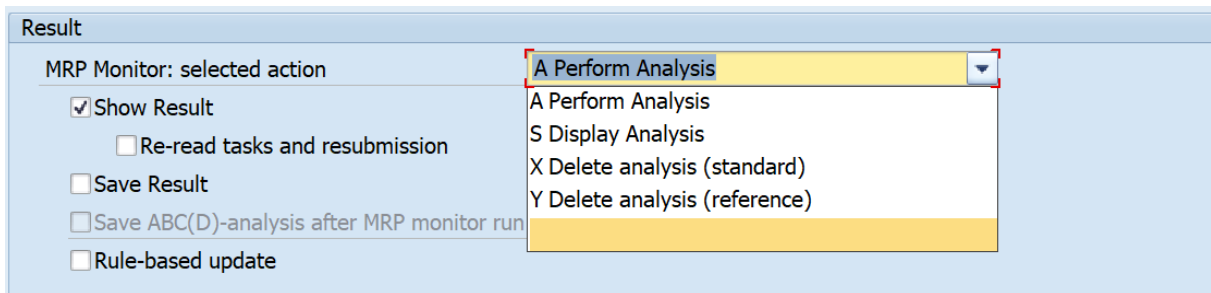 Result
MRP Monitor: selected action
A Perform Analysis
A Perform Analysis
Show Result
S Display Analysis
Re-read tasks and resubmission
X Delete analysis (standard)
Save Result
Y Delete analysis (reference)
Save ABC(D)-analysis after MRP monitor run
Rule-based update